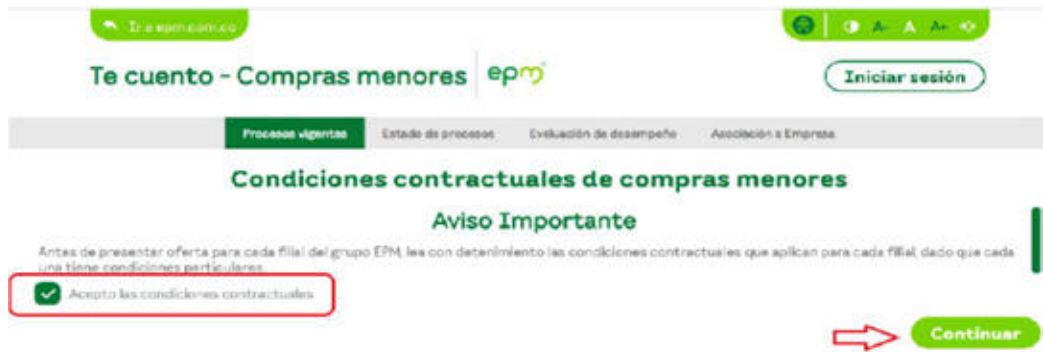 Ir a epm.com.co
A- A A+
Te cuento - Compras menores epm
Iniciar sesión
Procesos vigentes Estado de procesos Evaluación de desempeño Asociación a Empresa
Condiciones contractuales de compras menores
Aviso Importante
Antes de presentar oferta para cada filial del grupo EPM, lea con detenimiento las condiciones contractuales que aplican para cada filial, dado que cada
una tiene condiciones particulares.
Acepto las condiciones contractuales
Continuar